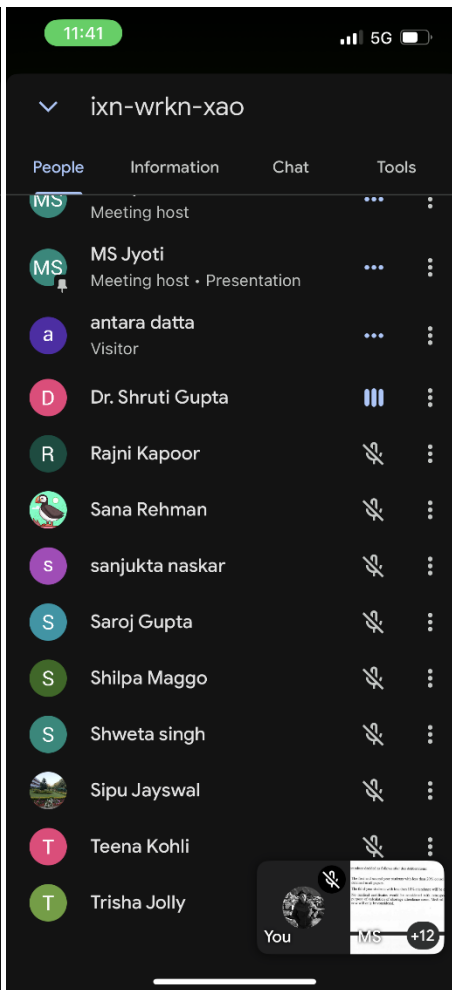 11:41
5G
ixn-wrkn-xao
People Information Chat Tools
MS
Meeting host
MS
MS Jyoti
Meeting host • Presentation
a
antara datta
Visitor
D
Dr. Shruti Gupta
R
Rajni Kapoor
Sana Rehman
s
sanjukta naskar
S
Saroj Gupta
S
Shilpa Maggo
S
Shweta singh
Sipu Jayswal
T
Teena Kohli
T
Trisha Jolly
You
MS
+12